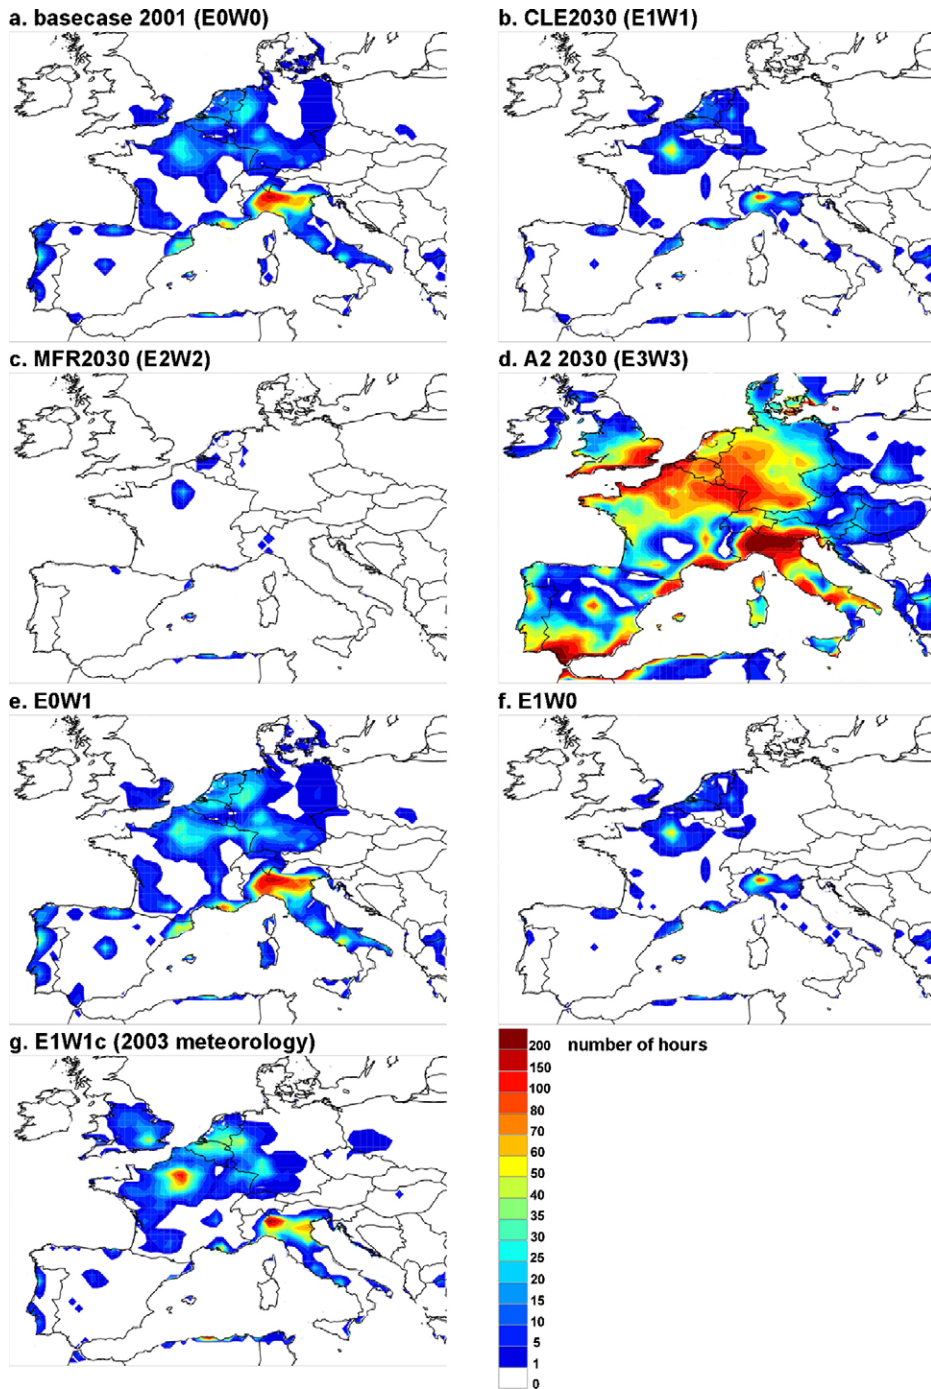 a. basecase 2001 (E0W0)
b. CLE2030 (E1W1)
c. MFR2030 (E2W2)
d. A2 2030 (E3W3)
e. E0W1
f. E1W0
g. E1W1c (2003 meteorology)
number of hours
200
150
100
80
70
60
50
40
35
30
25
20
15
10
5
1
0